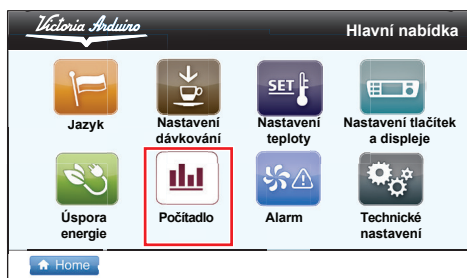 Victoria Arduino
Hlavní nabídka
SET
Jazyk
Nastavení
dávkování
Nastavení
teploty
Nastavení tlačítek
a displeje
Úspora
energie
Počítadlo
Alarm
Technické
nastavení
Home